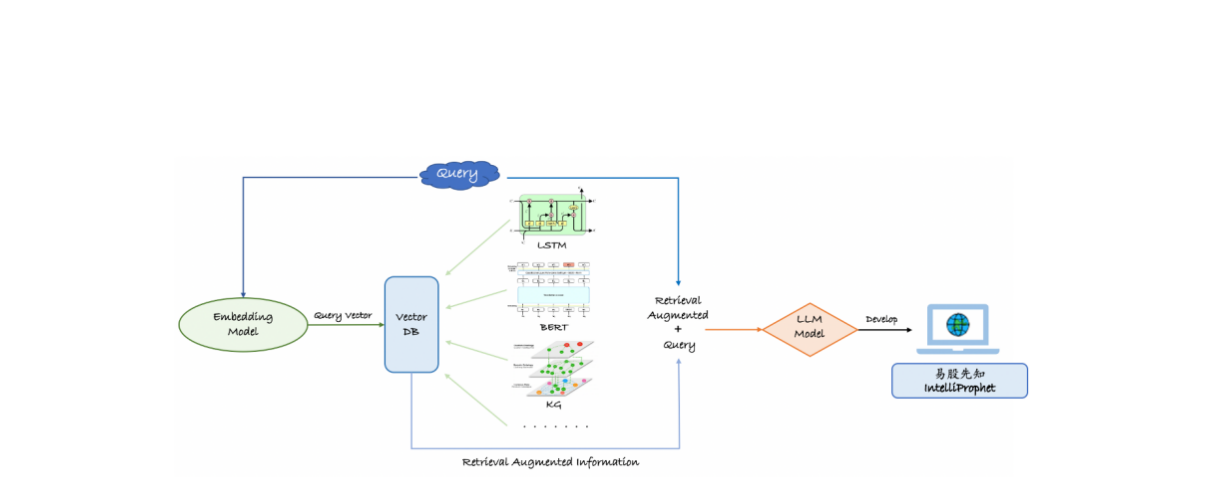 Query
LSTM
BERT
KG
. . . . . . .
Embedding
Model
Query Vector
Vector
DB
Retrieval
Augmented
+
Query
LLM
Model
Develop
易股先知
IntelliProphet
Retrieval Augmented Information